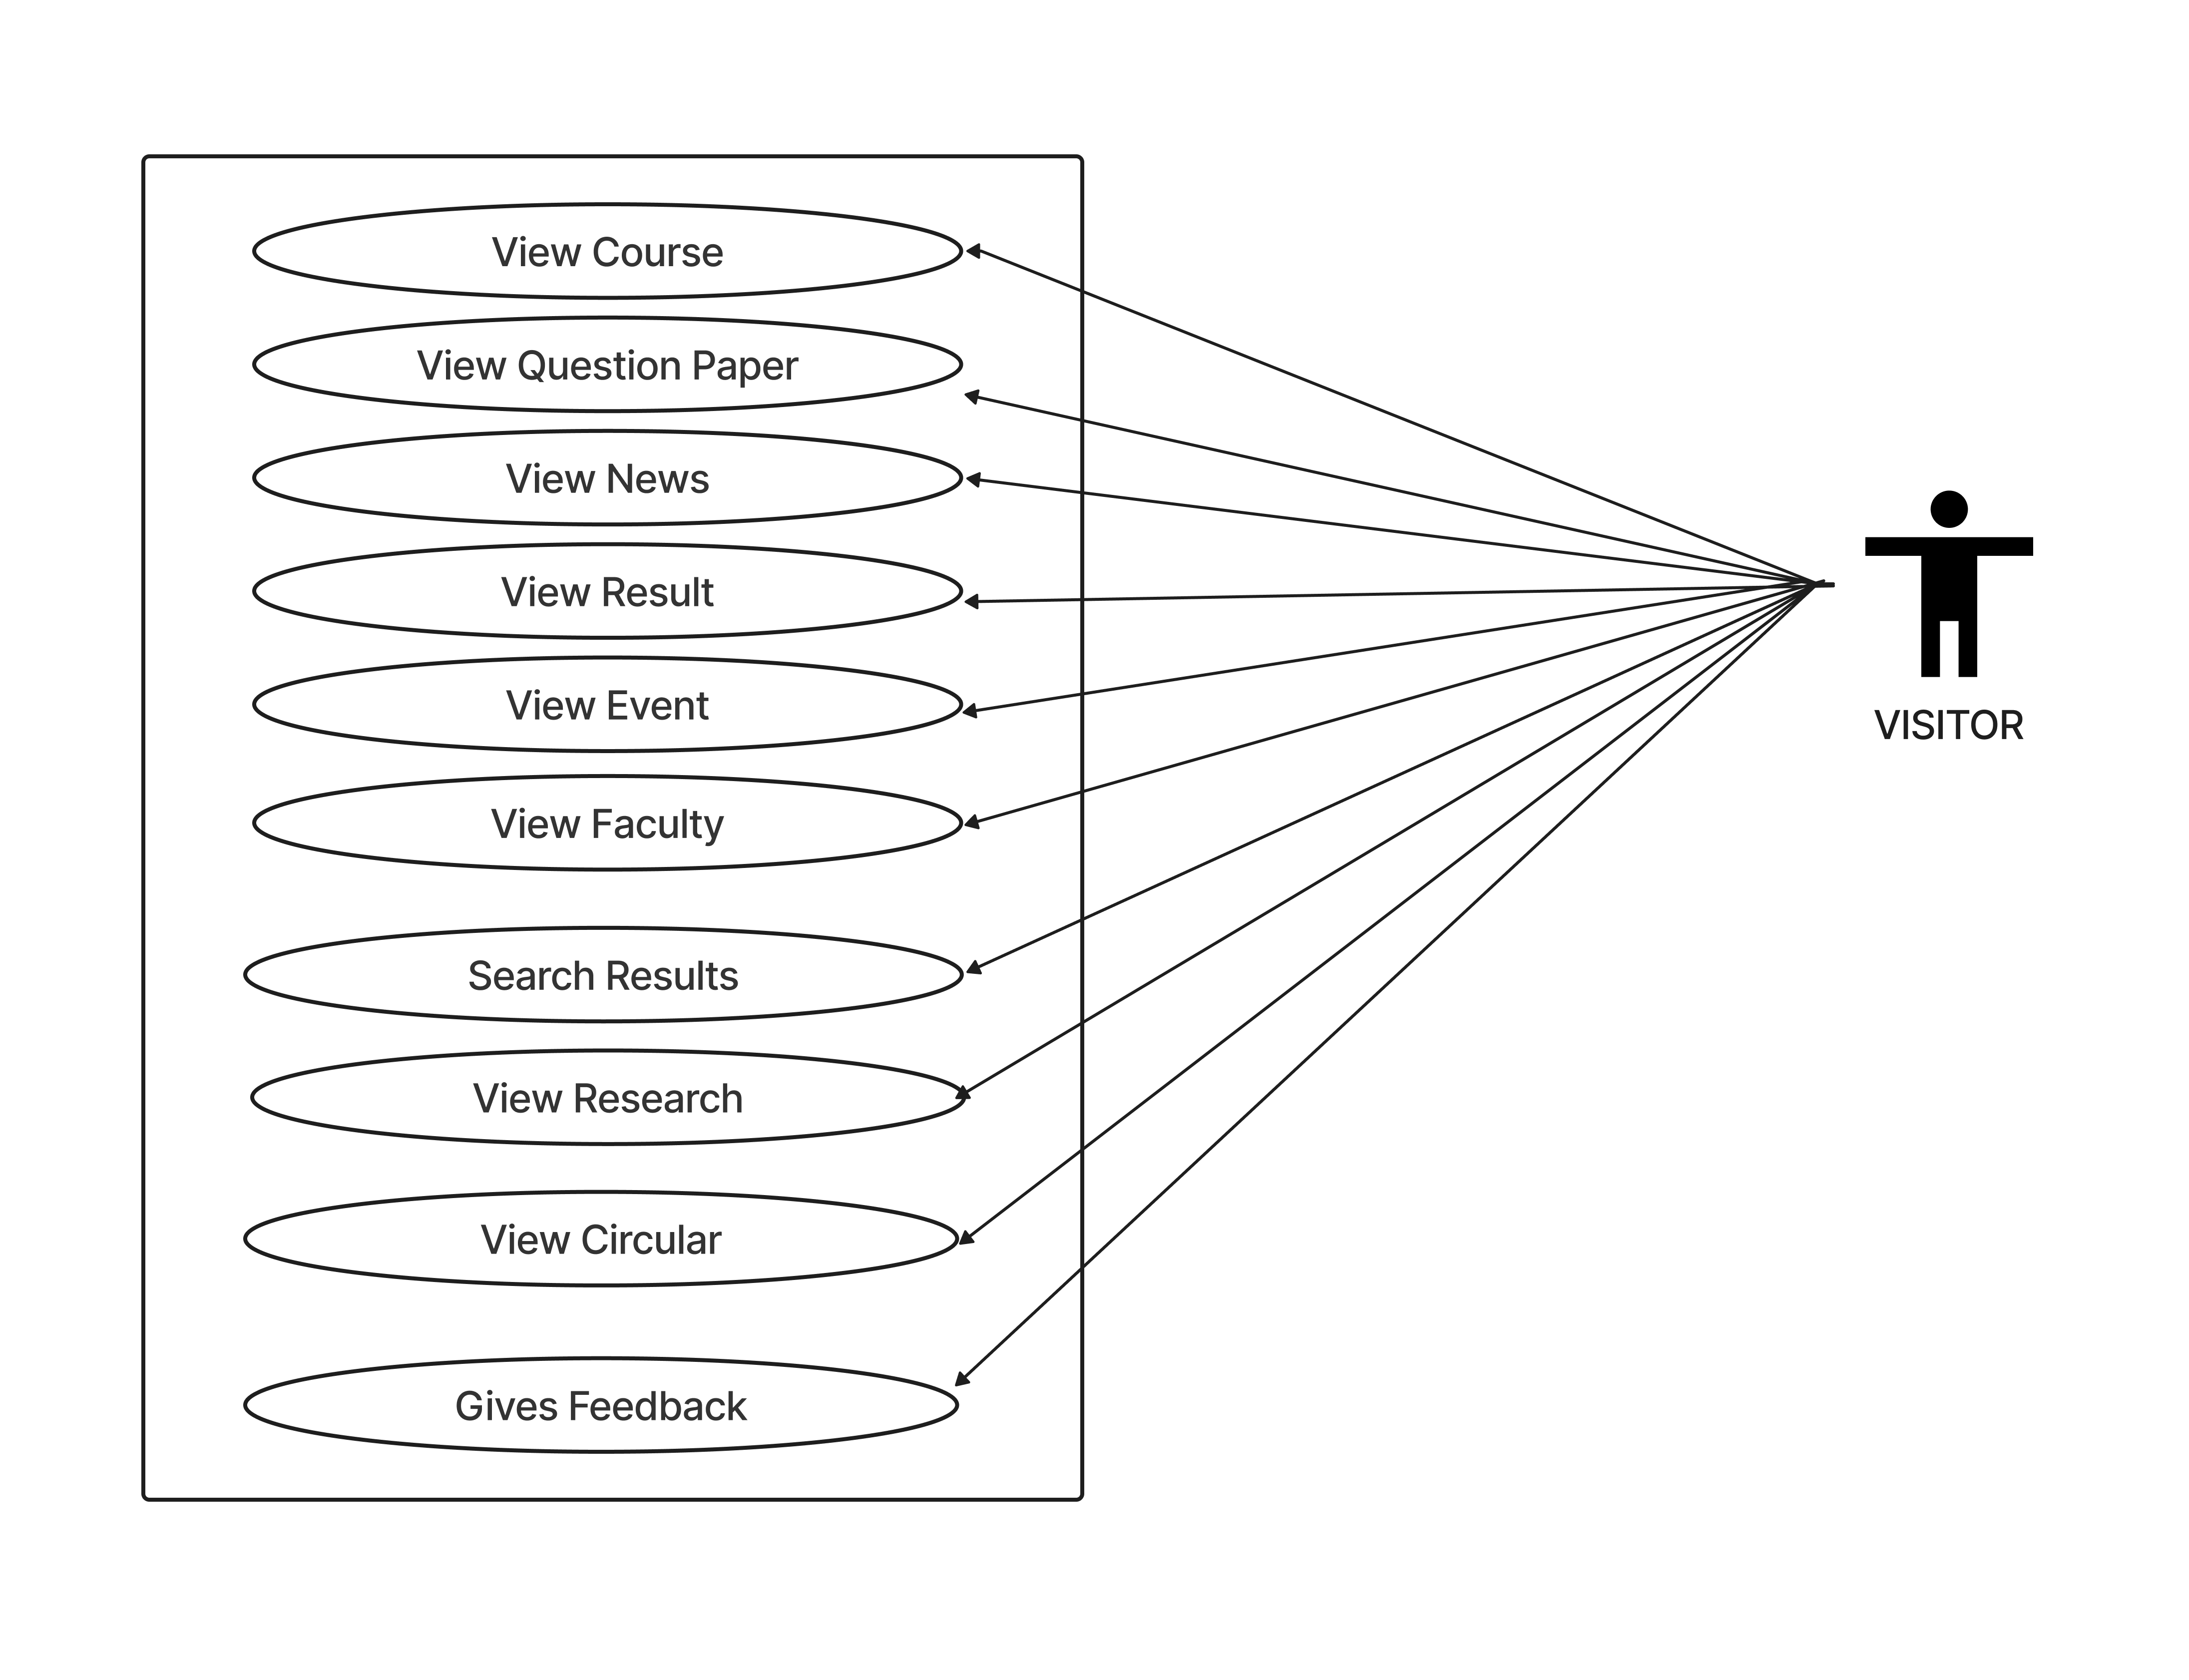 View Course
View Question Paper
View News
View Result
View Event
View Faculty
Search Results
View Research
View Circular
Gives Feedback
VISITOR